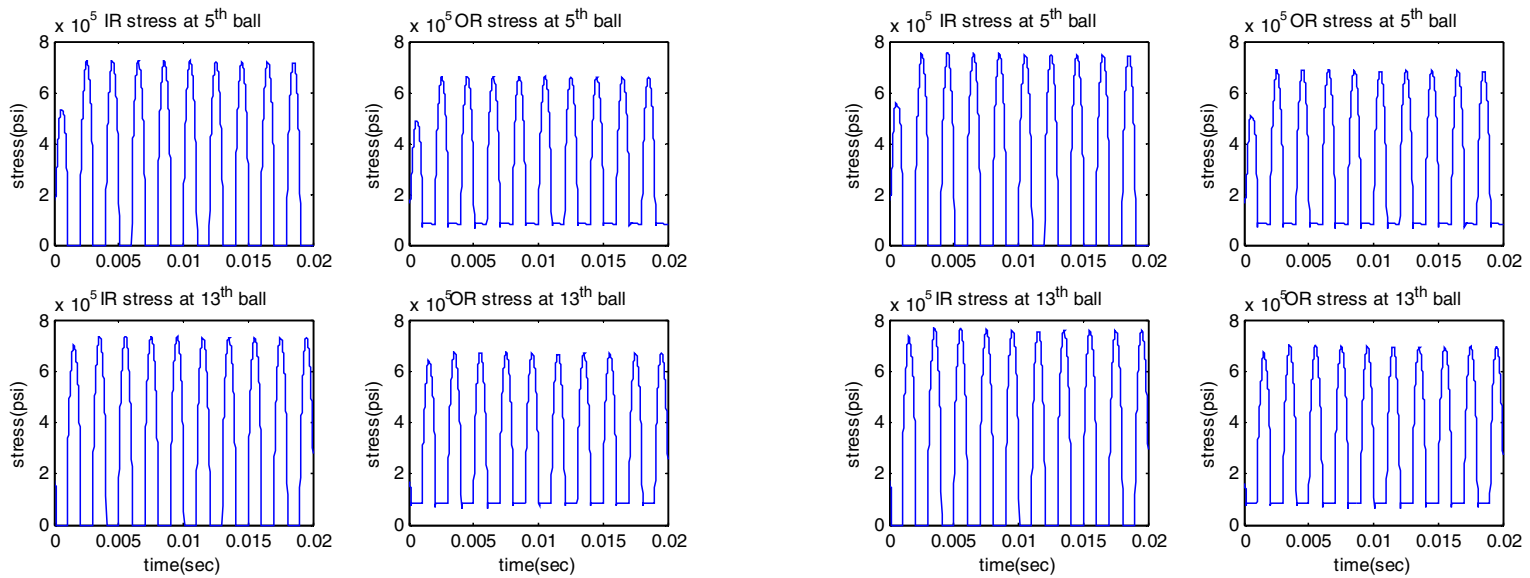 x 10^5 IR stress at 5^th ball
x 10^5 OR stress at 5^th ball
stress(psi)
8
6
4
2
0
0 0.005 0.01 0.015 0.02
stress(psi)
8
6
4
2
0
0 0.005 0.01 0.015 0.02
x 10^5 IR stress at 13^th ball
x 10^5 OR stress at 13^th ball
stress(psi)
8
6
4
2
0
0 0.005 0.01 0.015 0.02
time(sec)
stress(psi)
8
6
4
2
0
0 0.005 0.01 0.015 0.02
time(sec)
x 10^5 IR stress at 5^th ball
x 10^5 OR stress at 5^th ball
stress(psi)
8
6
4
2
0
0 0.005 0.01 0.015 0.02
stress(psi)
8
6
4
2
0
0 0.005 0.01 0.015 0.02
x 10^5 IR stress at 13^th ball
x 10^5 OR stress at 13^th ball
stress(psi)
8
6
4
2
0
0 0.005 0.01 0.015 0.02
time(sec)
stress(psi)
8
6
4
2
0
0 0.005 0.01 0.015 0.02
time(sec)